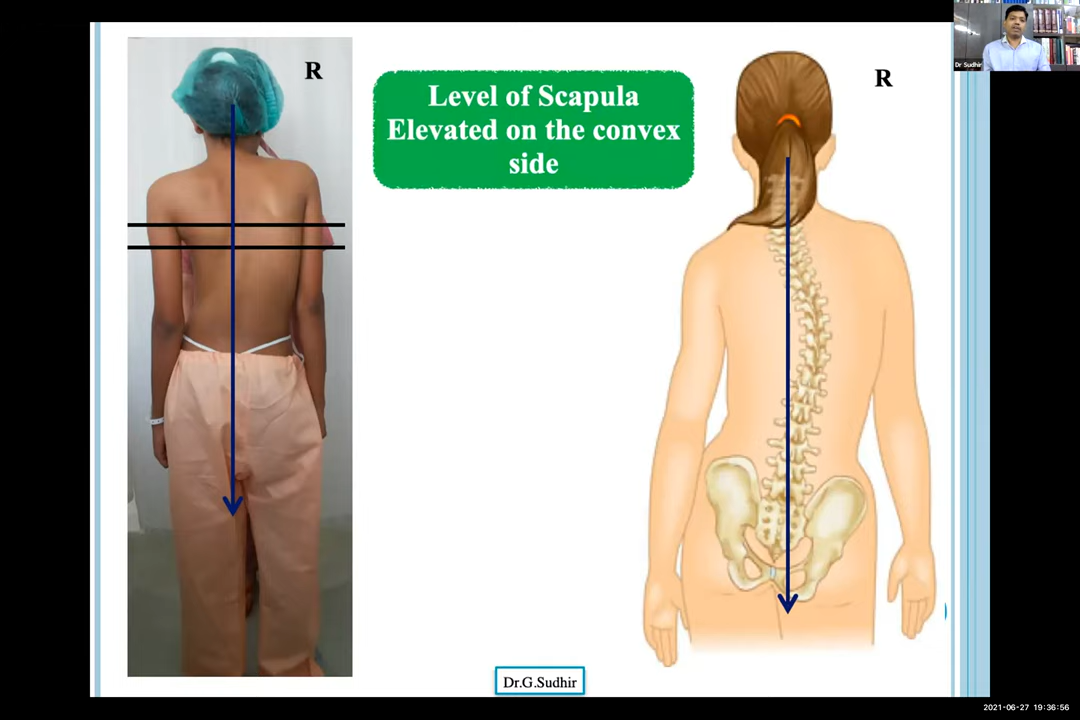 R
Level of Scapula
Elevated on the convex
side
R
Dr Sudhir
Dr.G.Sudhir
2021-06-27 19:36:56